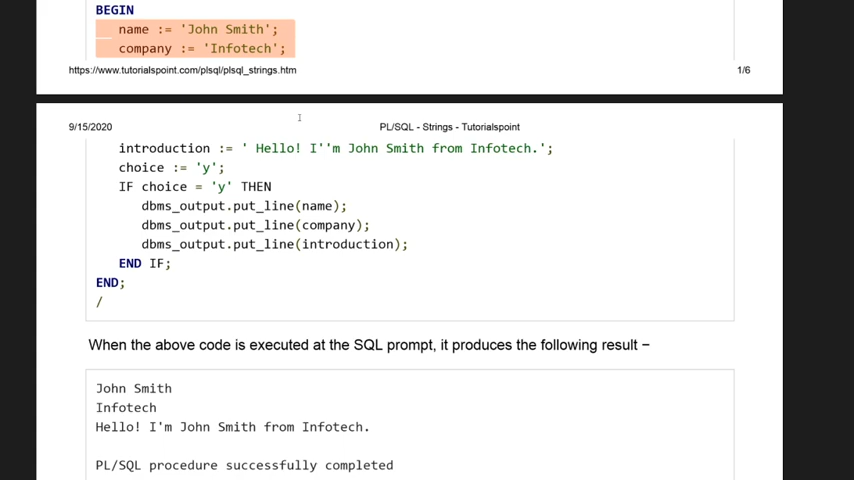 BEGIN
name := 'John Smith';
company := 'Infotech';
https://www.tutorialspoint.com/plsql/plsql_strings.htm 1/6
9/15/2020 PL/SQL - Strings - Tutorialspoint
introduction := ' Hello! I''m John Smith from Infotech.';
choice := 'y';
IF choice = 'y' THEN
dbms_output.put_line(name);
dbms_output.put_line(company);
dbms_output.put_line(introduction);
END IF;
END;
/
When the above code is executed at the SQL prompt, it produces the following result −
John Smith
Infotech
Hello! I'm John Smith from Infotech.
PL/SQL procedure successfully completed